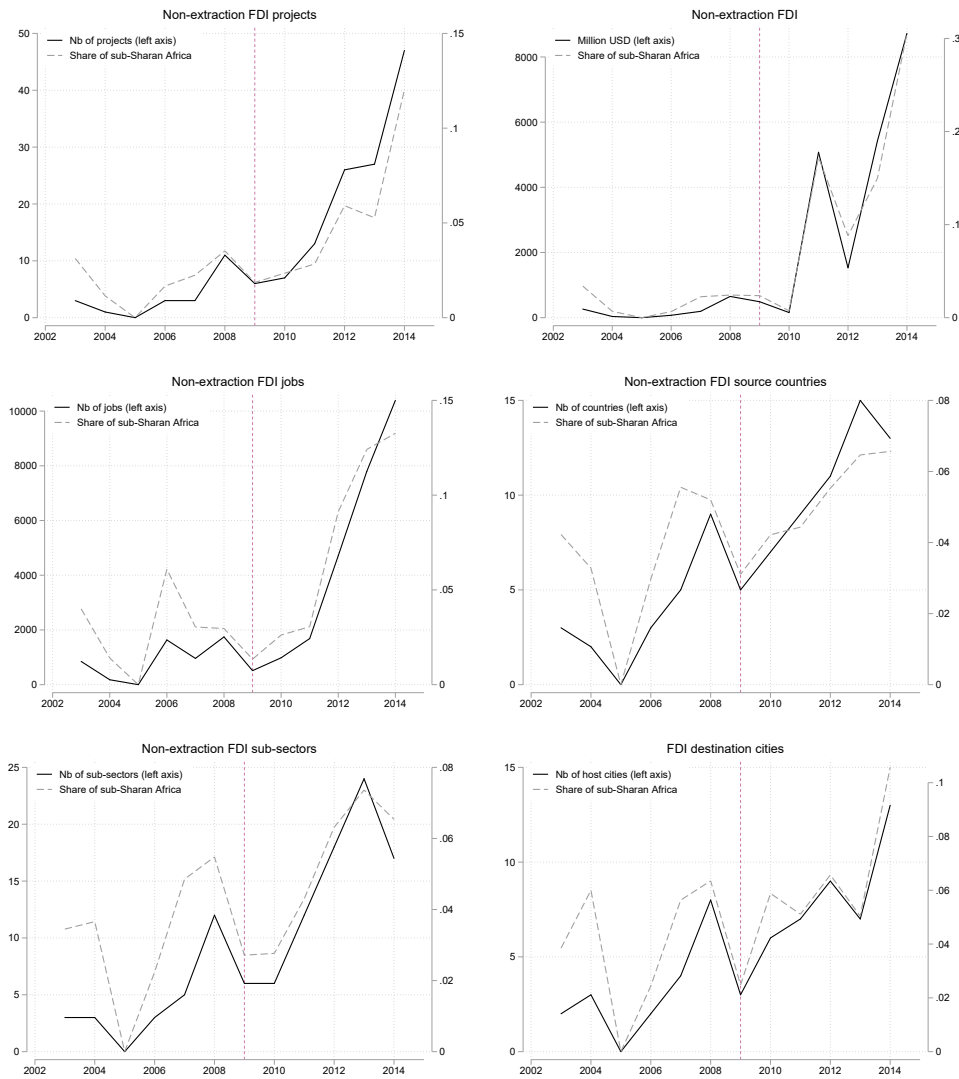 Non-extraction FDI projects
Nb of projects (left axis)
Share of sub-Sharan Africa
50
40
30
20
10
0
.15
.1
.05
0
2002 2004 2006 2008 2010 2012 2014
Non-extraction FDI
Million USD (left axis)
Share of sub-Sharan Africa
8000
6000
4000
2000
0
.3
.2
.1
0
2002 2004 2006 2008 2010 2012 2014
Non-extraction FDI jobs
Nb of jobs (left axis)
Share of sub-Sharan Africa
10000
8000
6000
4000
2000
0
.15
.1
.05
0
2002 2004 2006 2008 2010 2012 2014
Non-extraction FDI source countries
Nb of countries (left axis)
Share of sub-Sharan Africa
15
10
5
0
.08
.06
.04
.02
0
2002 2004 2006 2008 2010 2012 2014
Non-extraction FDI sub-sectors
Nb of sub-sectors (left axis)
Share of sub-Sharan Africa
25
20
15
10
5
0
.08
.06
.04
.02
0
2002 2004 2006 2008 2010 2012 2014
FDI destination cities
Nb of host cities (left axis)
Share of sub-Sharan Africa
15
10
5
0
.1
.08
.06
.04
.02
0
2002 2004 2006 2008 2010 2012 2014